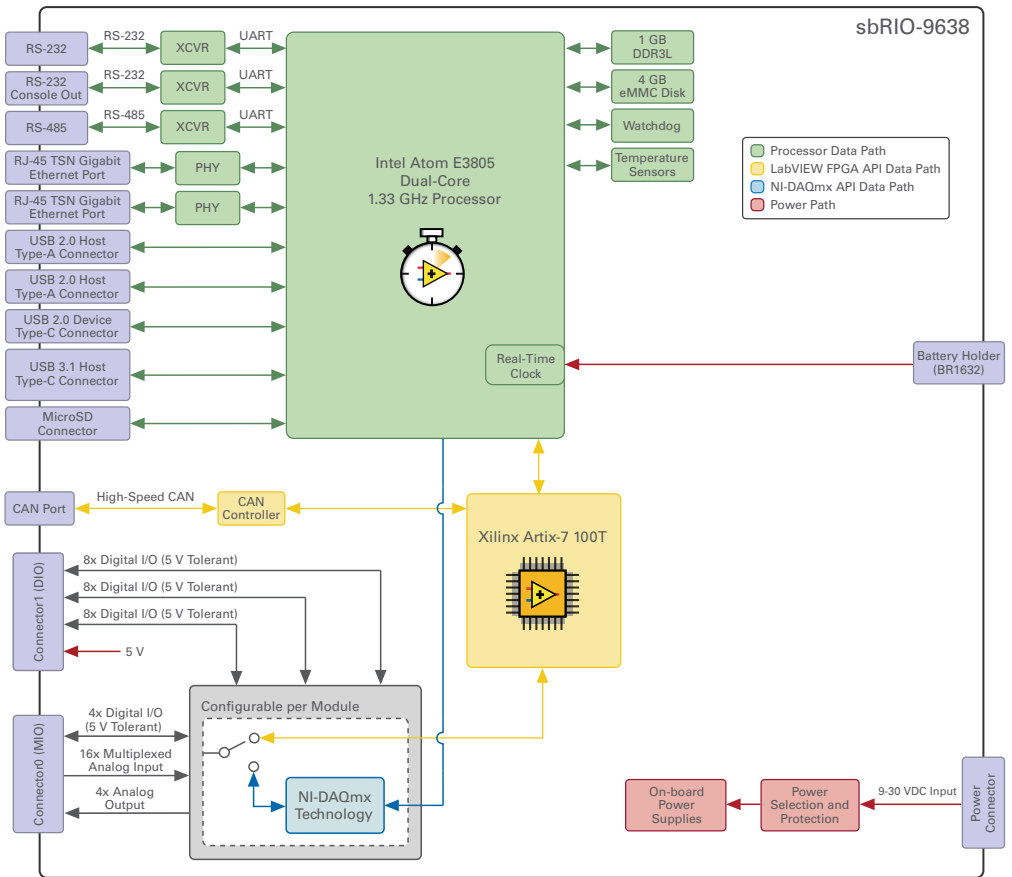 sbRIO-9638
RS-232
RS-232
XCVR
UART
RS-232
Console Out
RS-232
XCVR
UART
RS-485
RS-485
XCVR
UART
RJ-45 TSN Gigabit
Ethernet Port
PHY
RJ-45 TSN Gigabit
Ethernet Port
PHY
USB 2.0 Host
Type-A Connector
USB 2.0 Host
Type-A Connector
USB 2.0 Device
Type-C Connector
USB 3.1 Host
Type-C Connector
MicroSD
Connector
Intel Atom E3805
Dual-Core
1.33 GHz Processor
Real-Time
Clock
1 GB
DDR3L
4 GB
eMMC Disk
Watchdog
Temperature
Sensors
Processor Data Path
LabVIEW FPGA API Data Path
NI-DAQmx API Data Path
Power Path
Battery Holder
(BR1632)
CAN Port
High-Speed CAN
CAN
Controller
Xilinx Artix-7 100T
Connector1 (DIO)
8x Digital I/O (5 V Tolerant)
8x Digital I/O (5 V Tolerant)
8x Digital I/O (5 V Tolerant)
5 V
Connector0 (MIO)
4x Digital I/O
(5 V Tolerant)
16x Multiplexed
Analog Input
4x Analog
Output
Configurable per Module
NI-DAQmx
Technology
On-board
Power
Supplies
Power
Selection and
Protection
9-30 VDC Input
Power
Connector